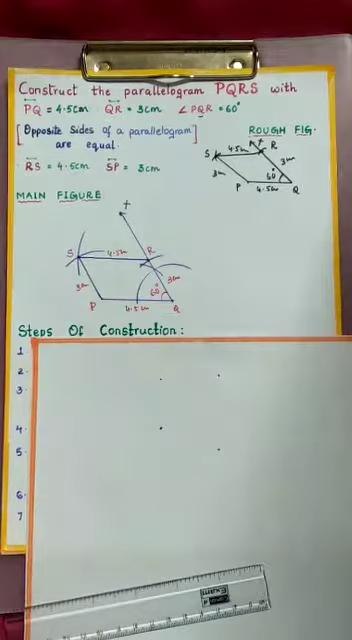 Construct the parallelogram PQRS with
PQ = 4.5cm QR = 3cm ∠ PQR = 60°
[Opposite Sides of a parallelogram
are equal.]
ROUGH FIG.
RS = 4.5cm SP = 3cm
S 4.5cm t R
3cm 60° 3cm
P 4.5cm Q
MAIN FIGURE
t
S 4.5cm R
3cm 60° 3cm
P 4.5cm Q
Steps Of Construction:
1
2.
3.
4.
5.
6.
7